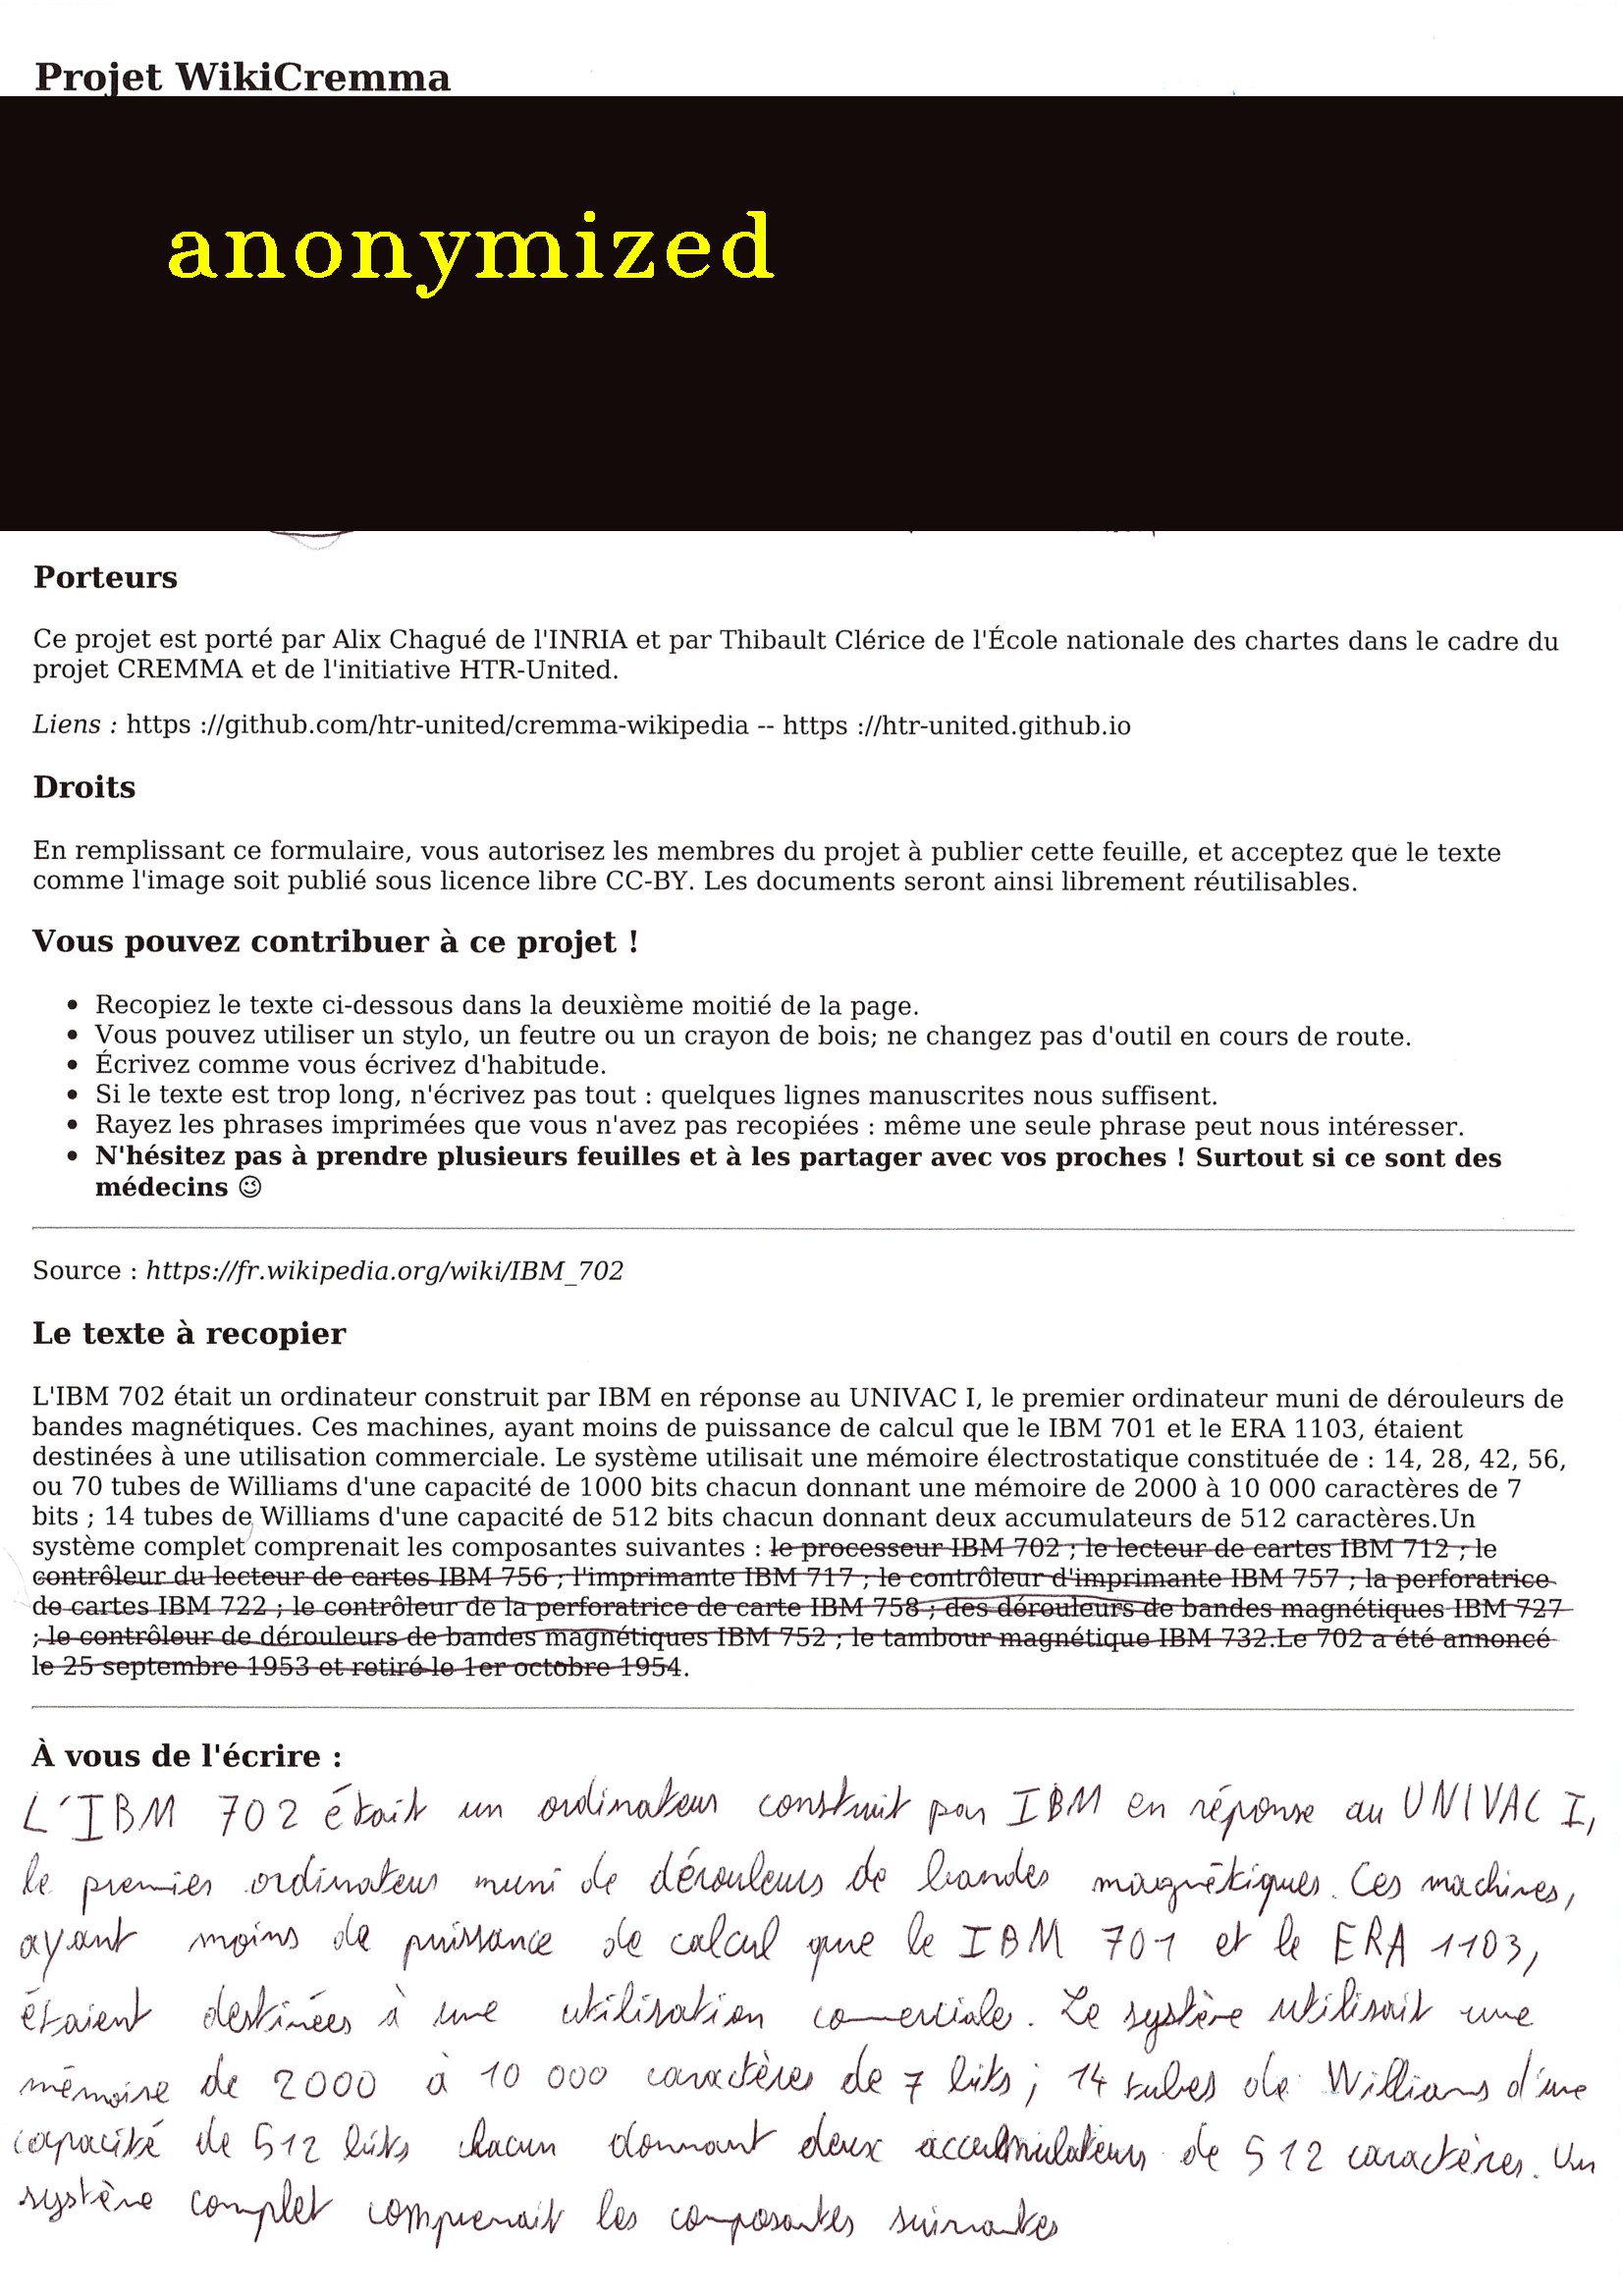 Projet WikiCremma
anonymized
Porteurs
Ce projet est porté par Alix Chagué de l'INRIA et par Thibault Clérice de l'École nationale des chartes dans le cadre du
projet CREMMA et de l'initiative HTR-United.
Liens : https ://github.com/htr-united/cremma-wikipedia -- https ://htr-united.github.io
Droits
En remplissant ce formulaire, vous autorisez les membres du projet à publier cette feuille, et acceptez que le texte
comme l'image soit publié sous licence libre CC-BY. Les documents seront ainsi librement réutilisables.
Vous pouvez contribuer à ce projet !
• Recopiez le texte ci-dessous dans la deuxième moitié de la page.
• Vous pouvez utiliser un stylo, un feutre ou un crayon de bois; ne changez pas d'outil en cours de route.
• Écrivez comme vous écrivez d'habitude.
• Si le texte est trop long, n'écrivez pas tout : quelques lignes manuscrites nous suffisent.
• Rayez les phrases imprimées que vous n'avez pas recopiées : même une seule phrase peut nous intéresser.
• N'hésitez pas à prendre plusieurs feuilles et à les partager avec vos proches ! Surtout si ce sont des
médecins 😉
Source : https://fr.wikipedia.org/wiki/IBM_702
Le texte à recopier
L'IBM 702 était un ordinateur construit par IBM en réponse au UNIVAC I, le premier ordinateur muni de dérouleurs de
bandes magnétiques. Ces machines, ayant moins de puissance de calcul que le IBM 701 et le ERA 1103, étaient
destinées à une utilisation commerciale. Le système utilisait une mémoire électrostatique constituée de : 14, 28, 42, 56,
ou 70 tubes de Williams d'une capacité de 1000 bits chacun donnant une mémoire de 2000 à 10 000 caractères de 7
bits ; 14 tubes de Williams d'une capacité de 512 bits chacun donnant deux accumulateurs de 512 caractères.Un
système complet comprenait les composantes suivantes : le processeur IBM 702 ; le lecteur de cartes IBM 712 ; le
contrôleur du lecteur de cartes IBM 756 ; l'imprimante IBM 717 ; le contrôleur d'imprimante IBM 757 ; la perforatrice
de cartes IBM 722 ; le contrôleur de la perforatrice de carte IBM 758 ; des dérouleurs de bandes magnétiques IBM 727
; le contrôleur de dérouleurs de bandes magnétiques IBM 752 ; le tambour magnétique IBM 732.Le 702 a été annoncé
le 25 septembre 1953 et retiré le 1er octobre 1954.
À vous de l'écrire :
L'IBM 702 était un ordinateur construit par IBM en réponse au UNIVAC I,
le premier ordinateur muni de dérouleurs de bandes magnétiques. Ces machines,
ayant moins de puissance de calcul que le IBM 701 et le ERA 1103,
étaient destinées à une utilisation comerciale. Le système utilisait une
mémoire de 2000 à 10 000 caractères de 7 bits ; 14 tubes de Williams d'une
capacité de 512 bits chacun donnant deux accumulateurs de 512 caractères. Un
système complet comprenait les composantes suivantes